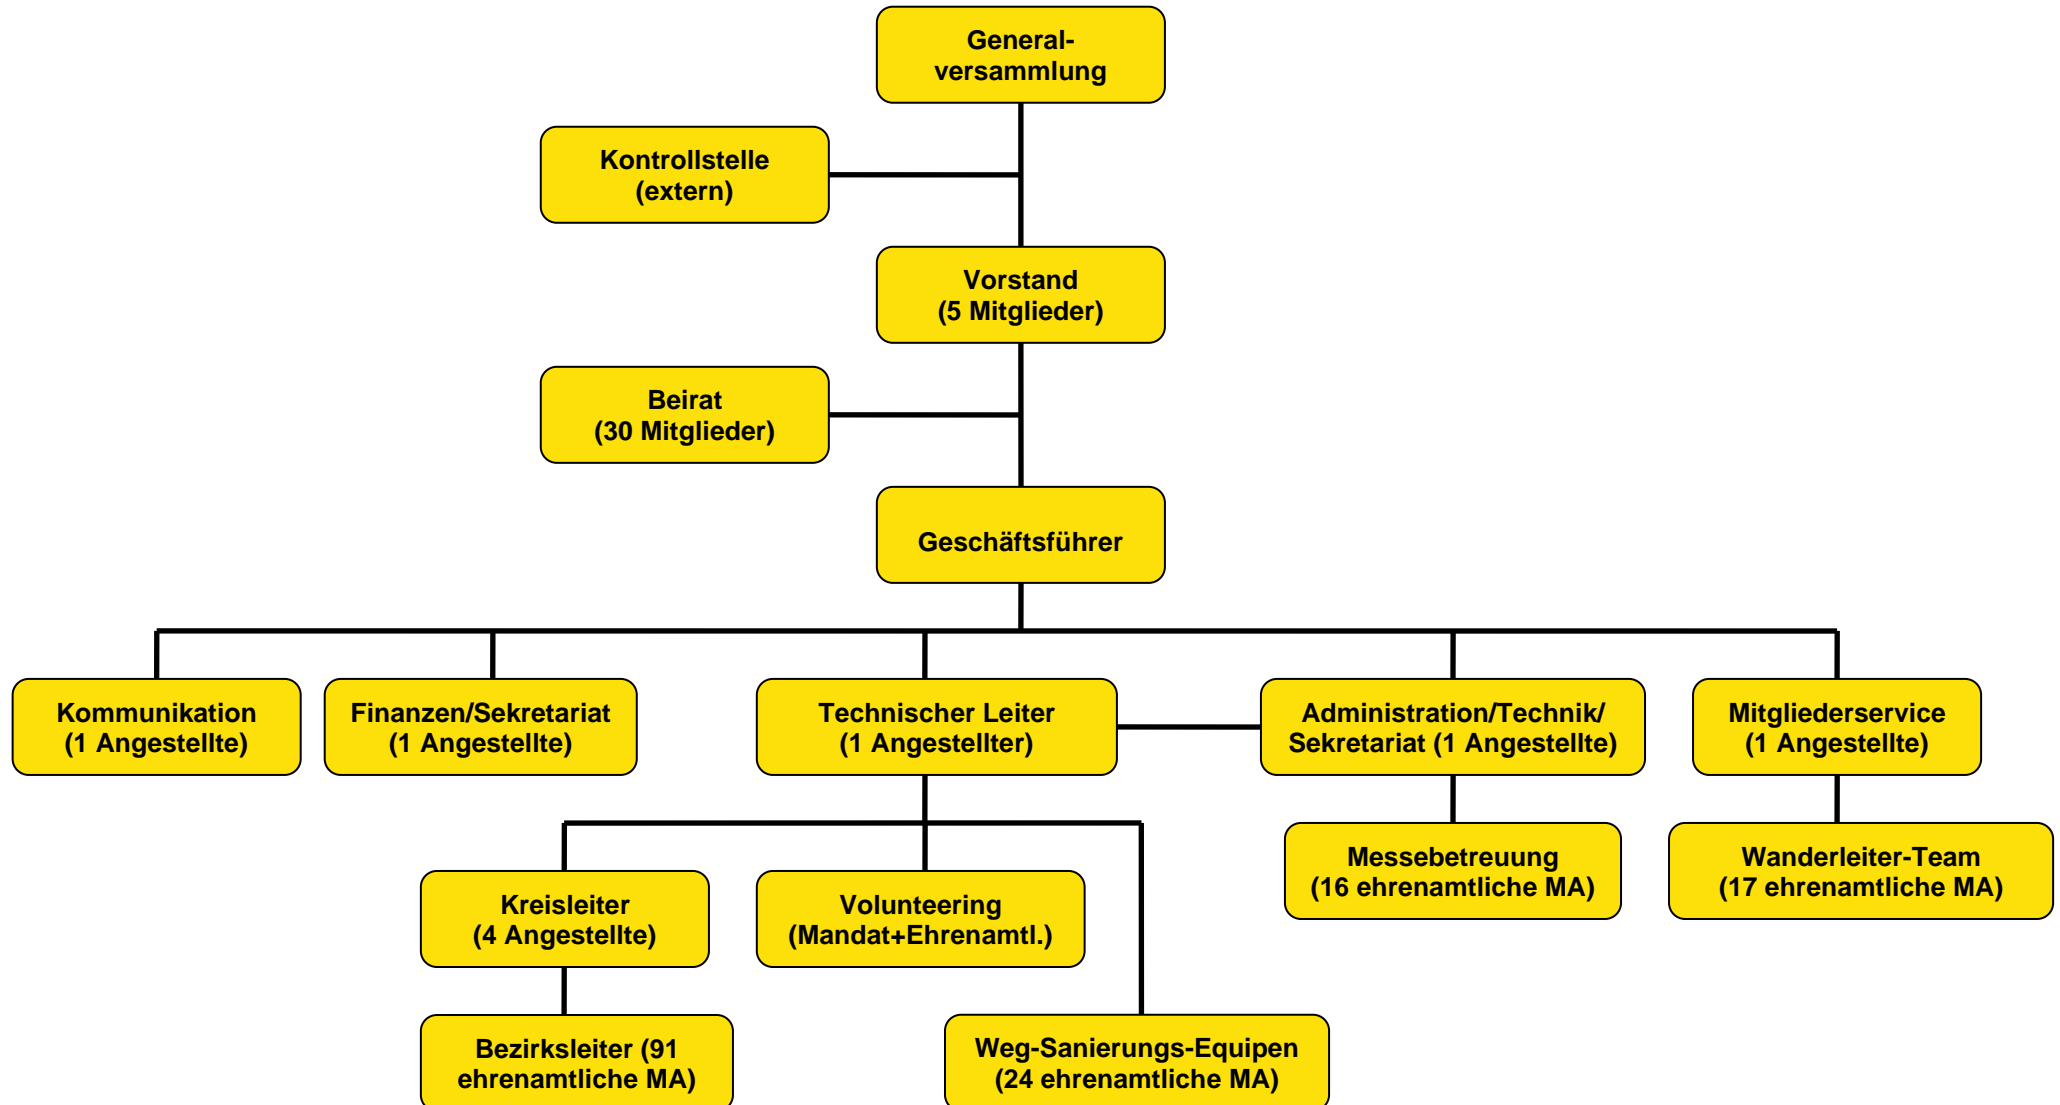 General-
versammlung
Kontrollstelle
(extern)
Vorstand
(5 Mitglieder)
Beirat
(30 Mitglieder)
Geschäftsführer
Kommunikation
(1 Angestellte)
Finanzen/Sekretariat
(1 Angestellte)
Technischer Leiter
(1 Angestellter)
Administration/Technik/
Sekretariat (1 Angestellte)
Mitgliederservice
(1 Angestellte)
Messebetreuung
(16 ehrenamtliche MA)
Wanderleiter-Team
(17 ehrenamtliche MA)
Kreisleiter
(4 Angestellte)
Volunteering
(Mandat+Ehrenamtl.)
Bezirksleiter (91
ehrenamtliche MA)
Weg-Sanierungs-Equipen
(24 ehrenamtliche MA)